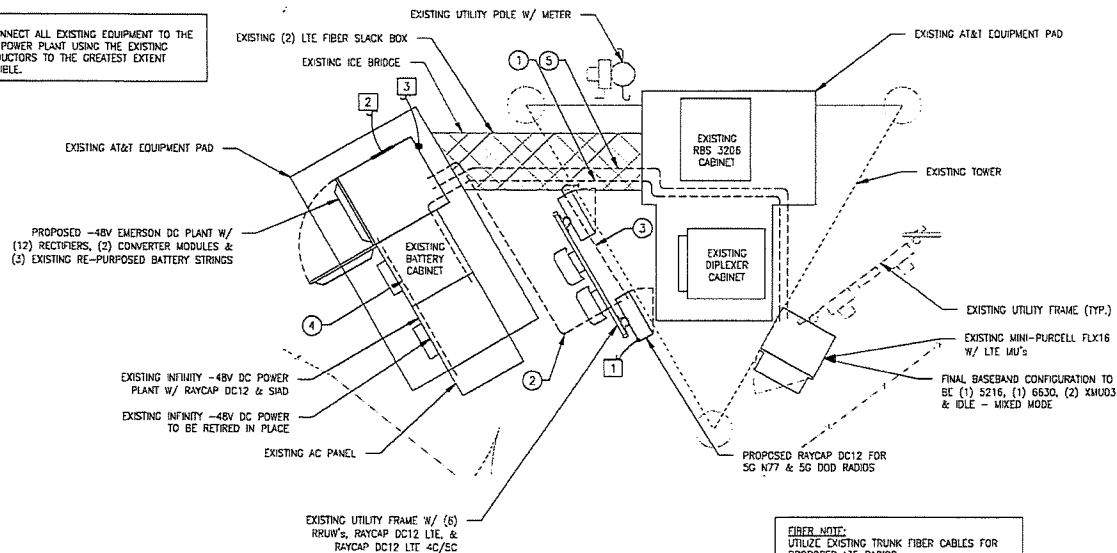 NNECT ALL EXISTING EQUIPMENT TO THE
POWER PLANT USING THE EXISTING
DUCTORS TO THE GREATEST EXTENT
IBLE.
EXISTING UTILITY POLE W/ METER
EXISTING (2) LTE FIBER SLACK BOX
EXISTING ICE BRIDGE
1
5
EXISTING AT&T EQUIPMENT PAD
2
3
EXISTING AT&T EQUIPMENT PAD
EXISTING
RBS 3206
CABINET
EXISTING TOWER
PROPOSED -48V EMERSON DC PLANT W/
(12) RECTIFIERS, (2) CONVERTER MODULES &
(3) EXISTING RE-PURPOSED BATTERY STRINGS
EXISTING
BATTERY
CABINET
3
EXISTING
DIPLEXER
CABINET
EXISTING UTILITY FRAME (TYP.)
4
EXISTING MINI-PURCELL FLX16
W/ LTE MU's
2
1
EXISTING INFINITY -48V DC POWER
PLANT W/ RAYCAP DC12 & SIAD
FINAL BASEBAND CONFIGURATION TO
BE (1) 5216, (1) 6630, (2) XMU03
& IDLE - MIXED MODE
EXISTING INFINITY -48V DC POWER
TO BE RETIRED IN PLACE
EXISTING AC PANEL
PROPOSED RAYCAP DC12 FOR
5G N77 & 5G DOD RADIOS
EXISTING UTILITY FRAME W/ (6)
RRUW's, RAYCAP DC12 LTE, &
RAYCAP DC12 LTE 4C/5C
FIBER NOTE:
UTILIZE EXISTING TRUNK FIBER CABLES FOR